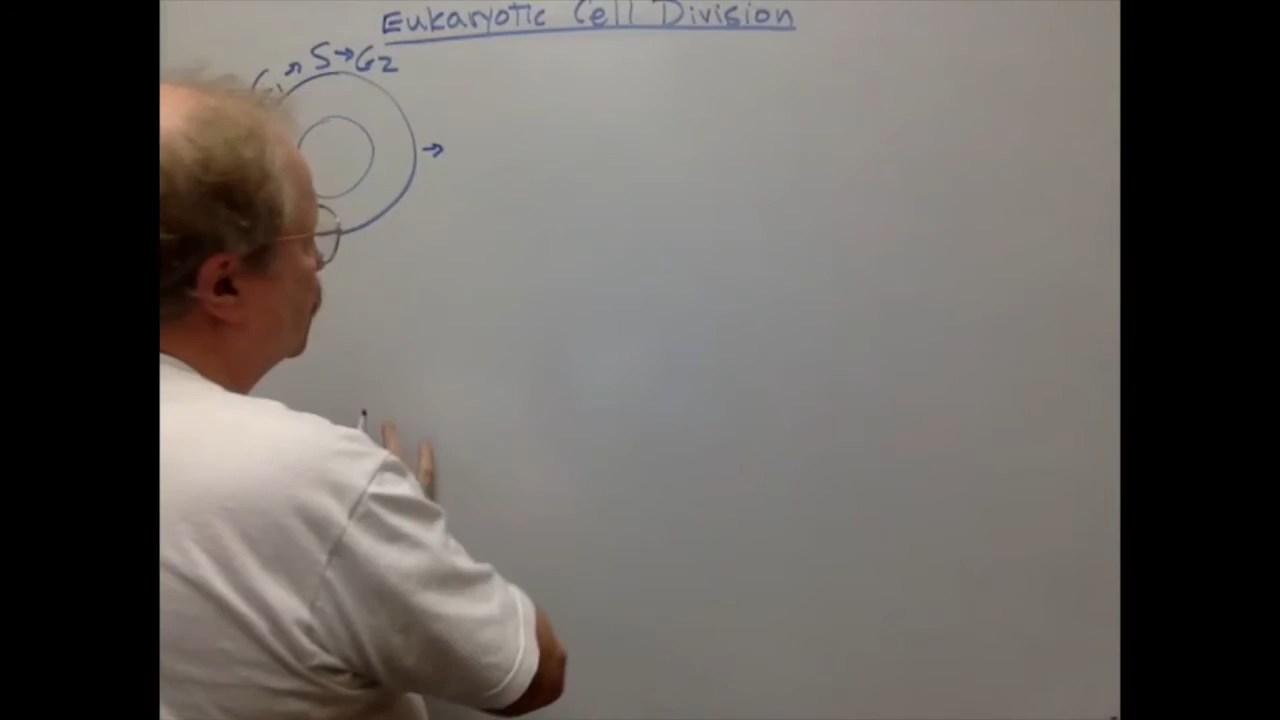 Eukaryotic Cell Division
G1 → S → G2
→